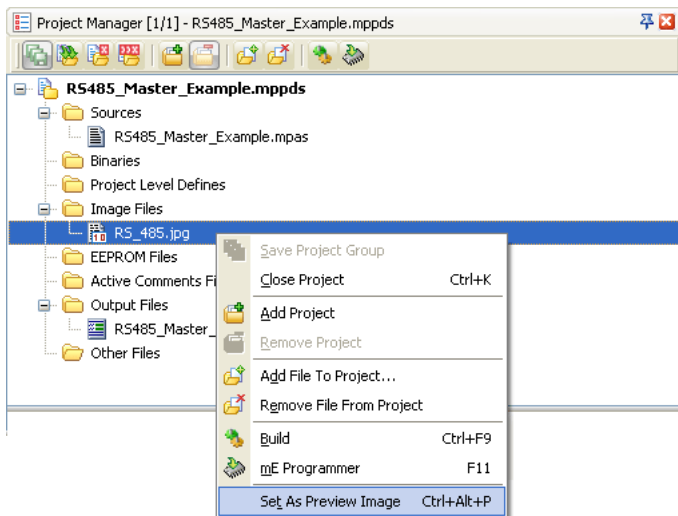 Project Manager [1/1] - RS485_Master_Example.mppds
RS485_Master_Example.mppds
Sources
RS485_Master_Example.mpas
Binaries
Project Level Defines
Image Files
RS_485.jpg
EEPROM Files
Active Comments Fi
Output Files
RS485_Master_
Other Files
Save Project Group
Close Project Ctrl+K
Add Project
Remove Project
Add File To Project...
Remove File From Project
Build Ctrl+F9
mE Programmer F11
Set As Preview Image Ctrl+Alt+P